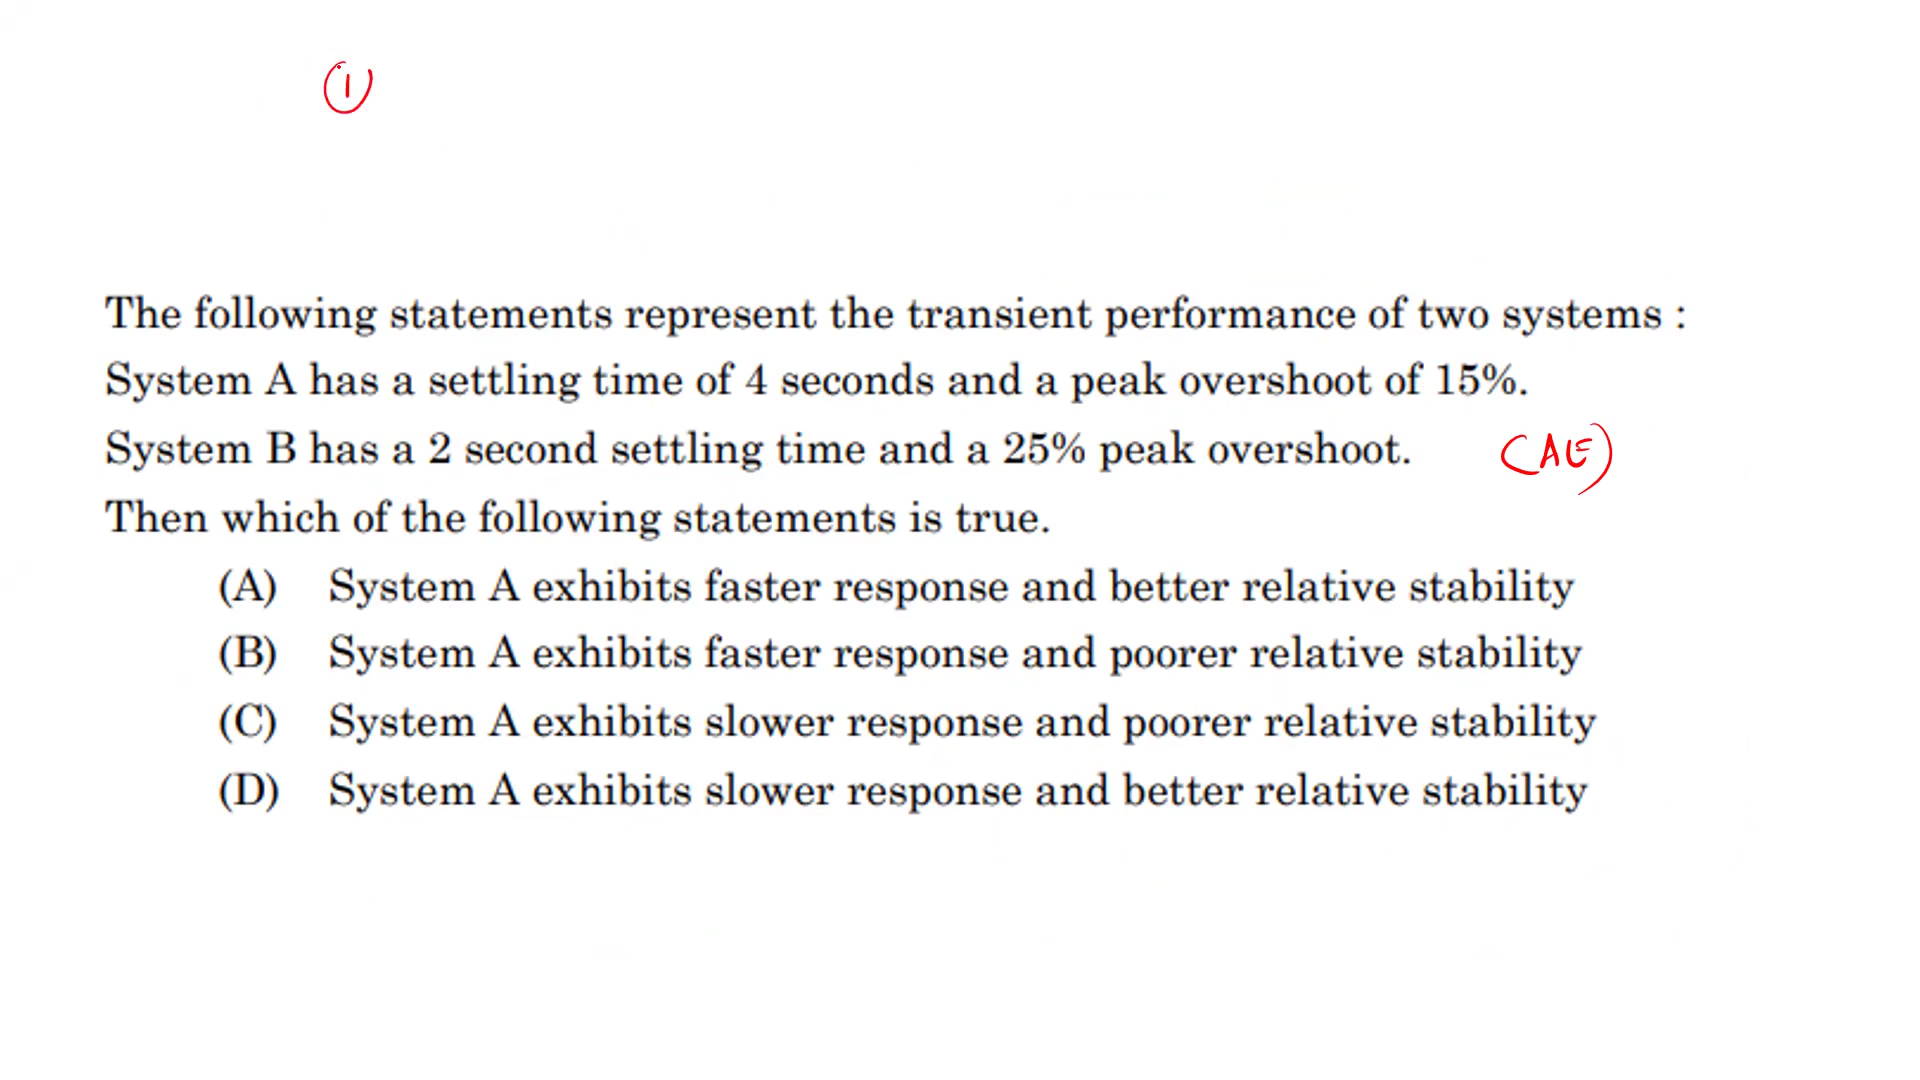 1
The following statements represent the transient performance of two systems :
System A has a settling time of 4 seconds and a peak overshoot of 15%.
System B has a 2 second settling time and a 25% peak overshoot. (AE)
Then which of the following statements is true.
(A) System A exhibits faster response and better relative stability
(B) System A exhibits faster response and poorer relative stability
(C) System A exhibits slower response and poorer relative stability
(D) System A exhibits slower response and better relative stability